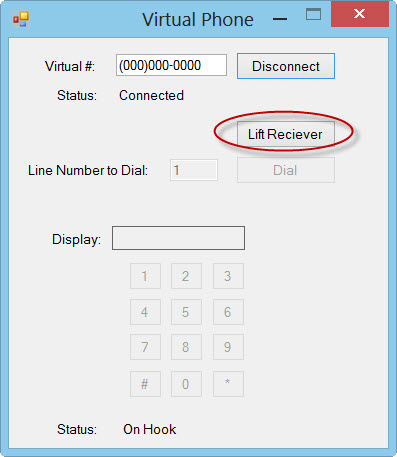 Virtual Phone
Virtual #: (000)000-0000 Disconnect
Status: Connected
Lift Reciever
Line Number to Dial: 1 Dial
Display:
1 2 3
4 5 6
7 8 9
# 0 *
Status: On Hook